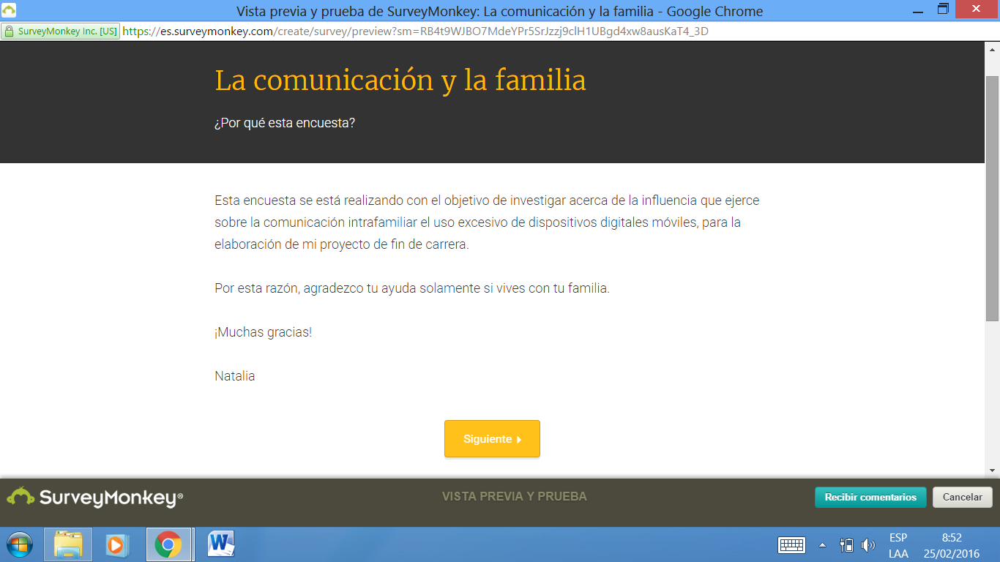 Vista previa y prueba de SurveyMonkey: La comunicación y la familia - Google Chrome
SurveyMonkey Inc. [US] https://es.surveymonkey.com/create/survey/preview?sm=RB4t9WJBO7MdeYPr5SrJzzj9clH1UBgd4xw8ausKaT4_3D
La comunicación y la familia
¿Por qué esta encuesta?
Esta encuesta se está realizando con el objetivo de investigar acerca de la influencia que ejerce
sobre la comunicación intrafamiliar el uso excesivo de dispositivos digitales móviles, para la
elaboración de mi proyecto de fin de carrera.
Por esta razón, agradezco tu ayuda solamente si vives con tu familia.
¡Muchas gracias!
Natalia
Siguiente
SurveyMonkey®
VISTA PREVIA Y PRUEBA
Recibir comentarios
Cancelar
W
ESP
LAA
8:52
25/02/2016